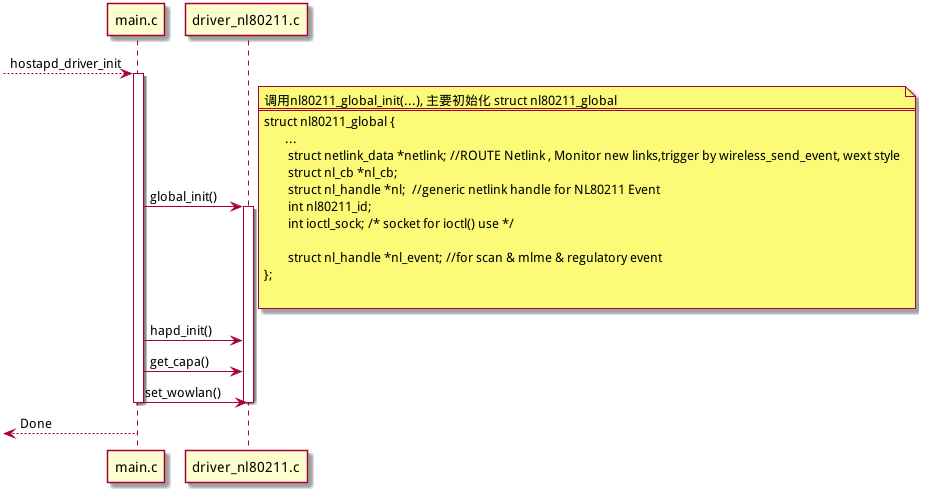 main.c
driver_nl80211.c
hostapd_driver_init
调用nl80211_global_init(...), 主要初始化 struct nl80211_global
struct nl80211_global {
...
struct netlink_data *netlink; //ROUTE Netlink , Monitor new links,trigger by wireless_send_event, wext style
struct nl_cb *nl_cb;
struct nl_handle *nl;  //generic netlink handle for NL80211 Event
int nl80211_id;
int ioctl_sock; /* socket for ioctl() use */
struct nl_handle *nl_event; //for scan & mlme & regulatory event
};
global_init()
hapd_init()
get_capa()
set_wowlan()
Done
main.c
driver_nl80211.c